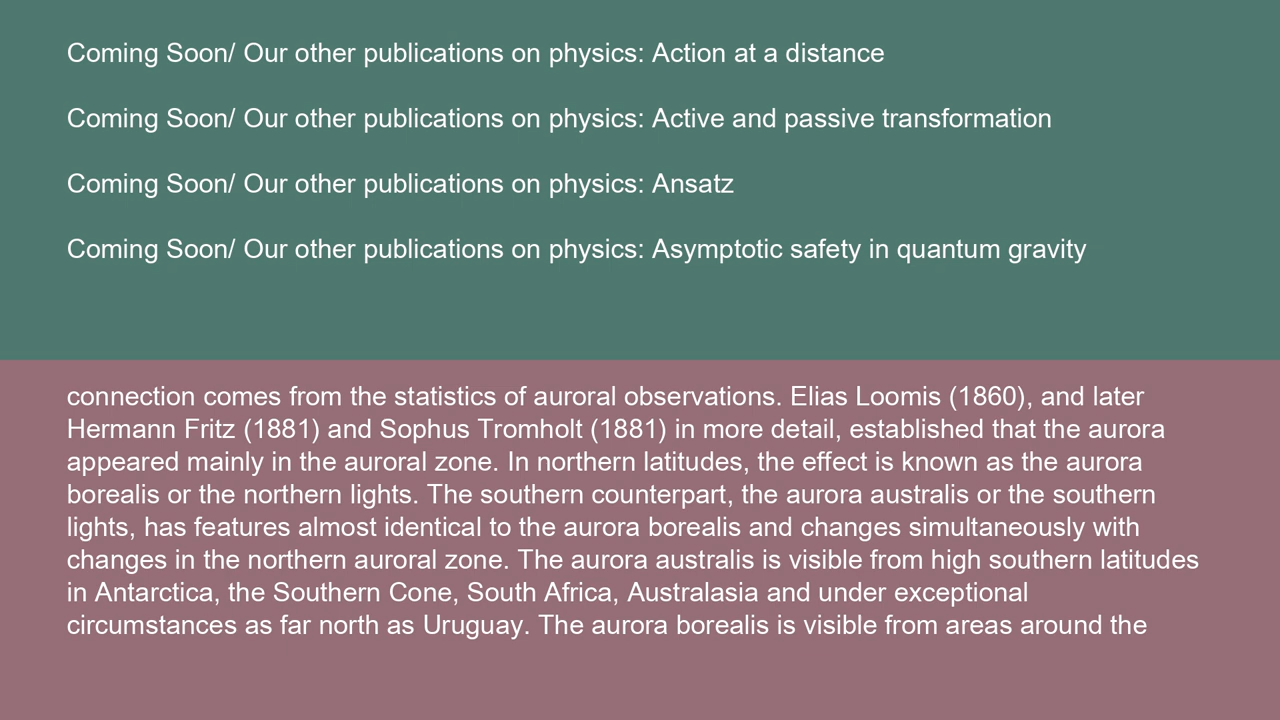 Coming Soon/ Our other publications on physics: Action at a distance
Coming Soon/ Our other publications on physics: Active and passive transformation
Coming Soon/ Our other publications on physics: Ansatz
Coming Soon/ Our other publications on physics: Asymptotic safety in quantum gravity
connection comes from the statistics of auroral observations. Elias Loomis (1860), and later
Hermann Fritz (1881) and Sophus Tromholt (1881) in more detail, established that the aurora
appeared mainly in the auroral zone. In northern latitudes, the effect is known as the aurora
borealis or the northern lights. The southern counterpart, the aurora australis or the southern
lights, has features almost identical to the aurora borealis and changes simultaneously with
changes in the northern auroral zone. The aurora australis is visible from high southern latitudes
in Antarctica, the Southern Cone, South Africa, Australasia and under exceptional
circumstances as far north as Uruguay. The aurora borealis is visible from areas around the